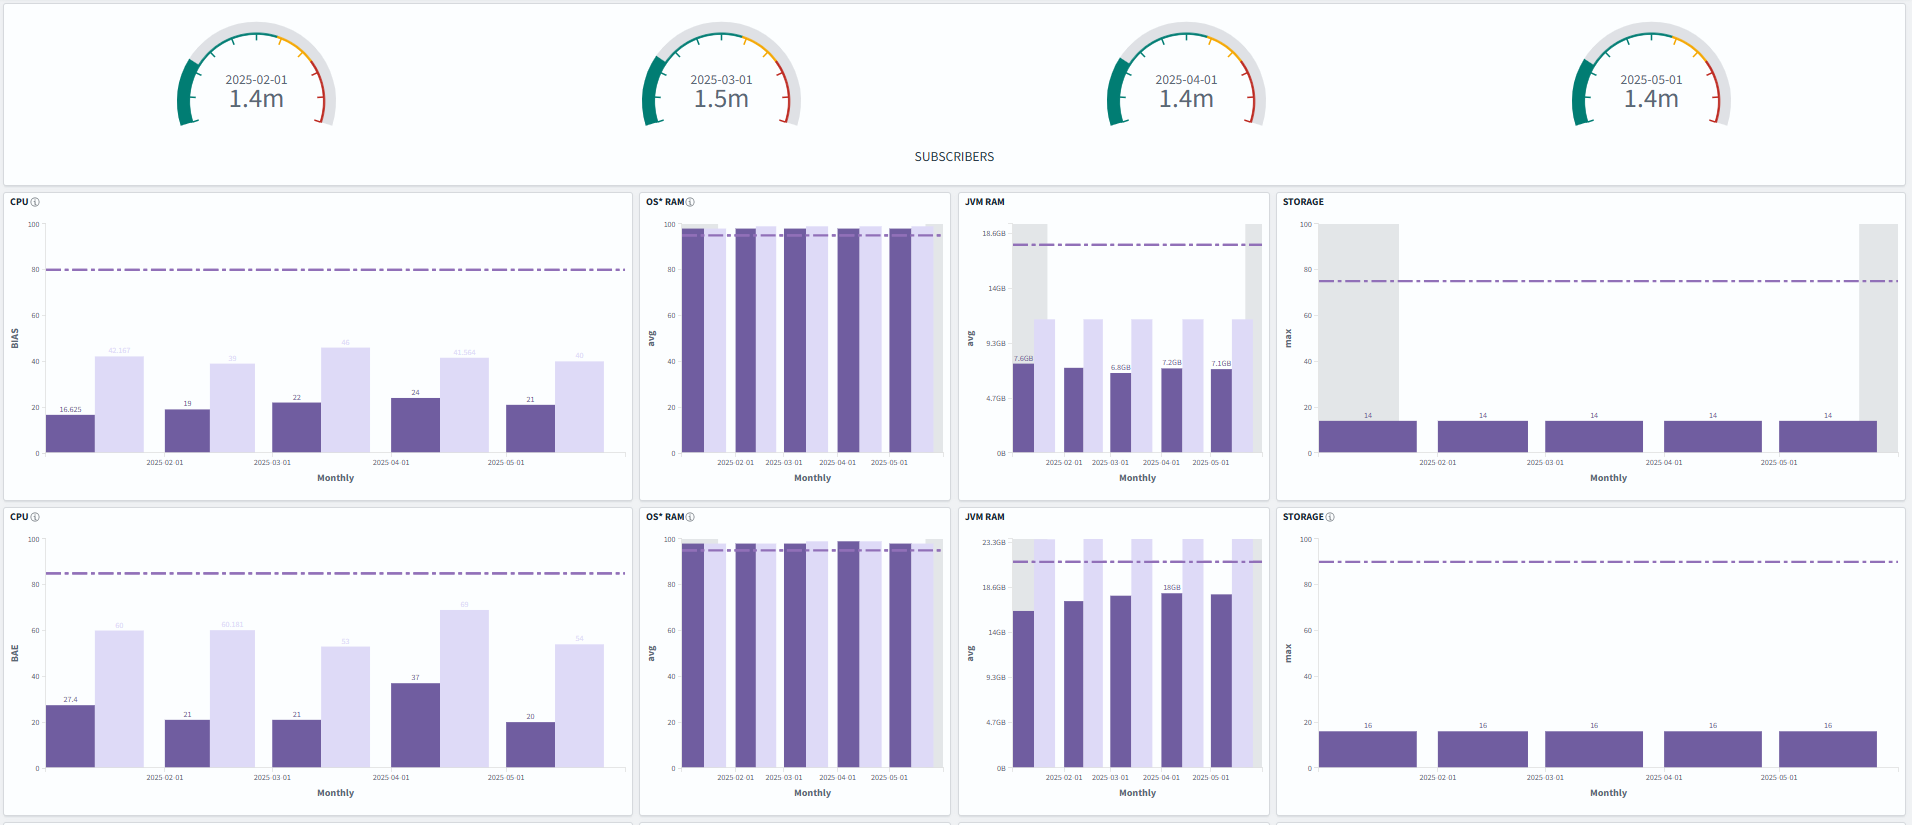 2025-02-01
1.4m
2025-03-01
1.5m
2025-04-01
1.4m
2025-05-01
1.4m
SUBSCRIBERS
CPU
100
80
60
40
20
0
BIAS
16.625
42.167
19
39
22
46
24
41.564
21
40
2025-02-01
2025-03-01
2025-04-01
2025-05-01
Monthly
OS* RAM
100
80
60
40
20
0
avg
2025-02-01
2025-03-01
2025-04-01
2025-05-01
Monthly
JVM RAM
18.6GB
14GB
9.3GB
4.7GB
0B
avg
7.6GB
6.8GB
7.2GB
7.1GB
2025-02-01
2025-03-01
2025-04-01
2025-05-01
Monthly
STORAGE
100
80
60
40
20
0
max
14
14
14
14
14
2025-02-01
2025-03-01
2025-04-01
2025-05-01
Monthly
CPU
100
80
60
40
20
0
BAE
27.4
60
21
60.181
21
53
37
69
20
54
2025-02-01
2025-03-01
2025-04-01
2025-05-01
Monthly
OS* RAM
100
80
60
40
20
0
avg
2025-02-01
2025-03-01
2025-04-01
2025-05-01
Monthly
JVM RAM
23.3GB
18.6GB
14GB
9.3GB
4.7GB
0B
avg
18GB
2025-02-01
2025-03-01
2025-04-01
2025-05-01
Monthly
STORAGE
100
80
60
40
20
0
max
16
16
16
16
16
2025-02-01
2025-03-01
2025-04-01
2025-05-01
Monthly